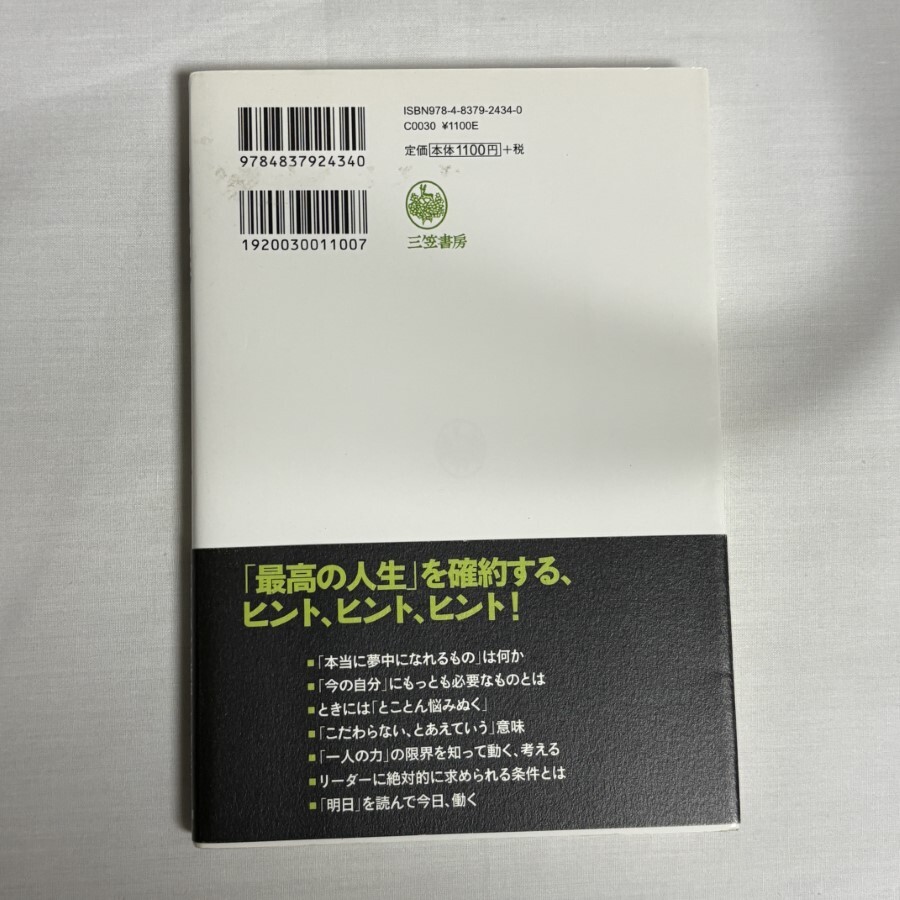 ISBN978-4-8379-2434-0
C0030 ¥1100E
定価 本体1100円 +税
9784837924340
1920030011007
三笠書房
「最高の人生」を確約する、
ヒント、ヒント、ヒント！
■「本当に夢中になれるもの」は何か
■「今の自分」にもっとも必要なものとは
■ときには「とことん悩みぬく」
■「こだわらない、とあえていう」意味
■「一人の力」の限界を知って動く、考える
■リーダーに絶対的に求められる条件とは
■「明日」を読んで今日、働く